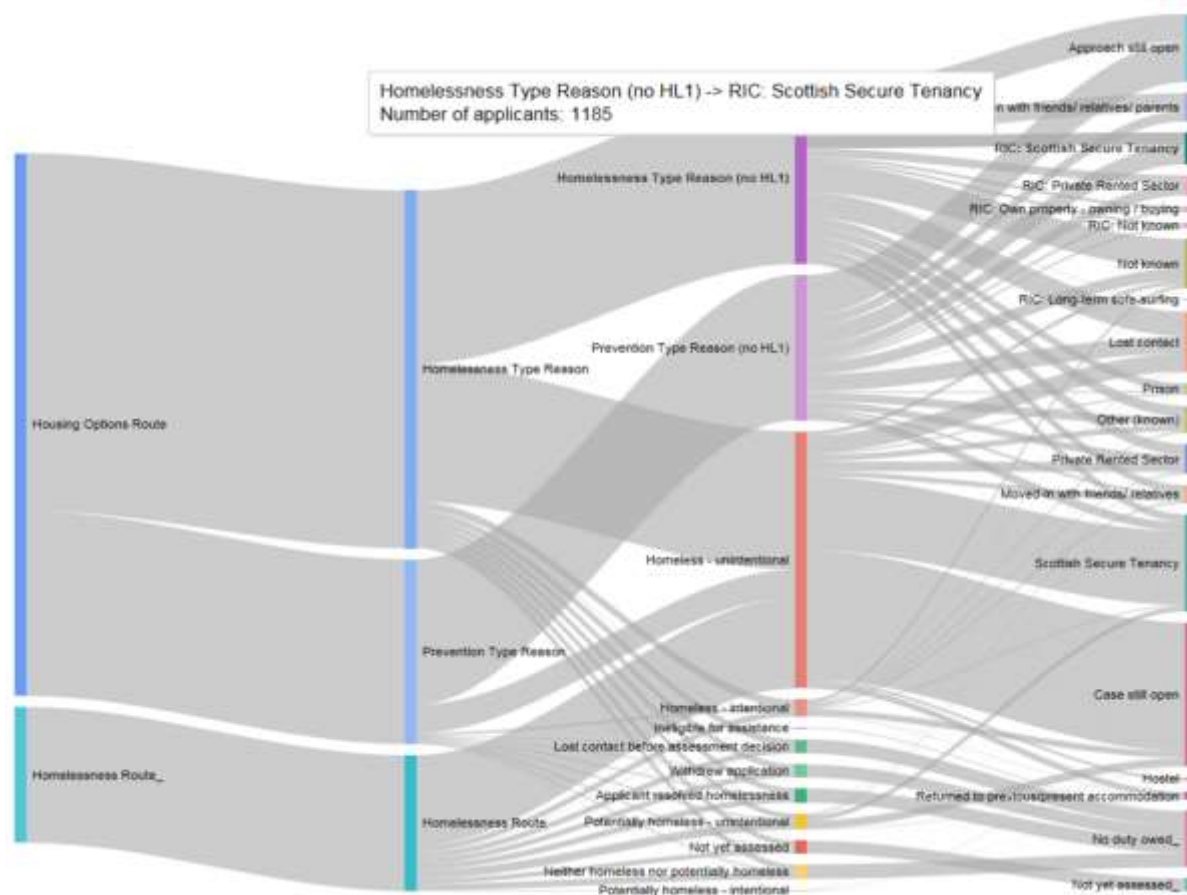 Approach still open
Homelessness Type Reason (no HL1) -> RIC: Scottish Secure Tenancy
Number of applicants: 1185
n with friends/ relatives/ parents
RIC: Scottish Secure Tenancy
Homelessness Type Reason (no HL1)
RIC: Private Rented Sector
RIC: Own property - owning / buying
RIC: Not known
Not known
RIC: Long-term sofa-surfing
Prevention Type Reason (no HL1)
Lost contact
Homelessness Type Reason
Prison
Other (known)
Housing Options Route
Private Rented Sector
Moved-in with friends/ relatives
Homeless - unintentional
Scottish Secure Tenancy
Prevention Type Reason
Case still open
Homeless - intentional
Ineligible for assistance
Lost contact before assessment decision
Homelessness Route_
Withdrew application
Hostel
Applicant resolved homelessness
Returned to previous/present accommodation
Homelessness Route.
Potentially homeless - unintentional
No duty owed_
Not yet assessed
Neither homeless nor potentially homeless
Not yet assessed_
Potentially homeless - intentional